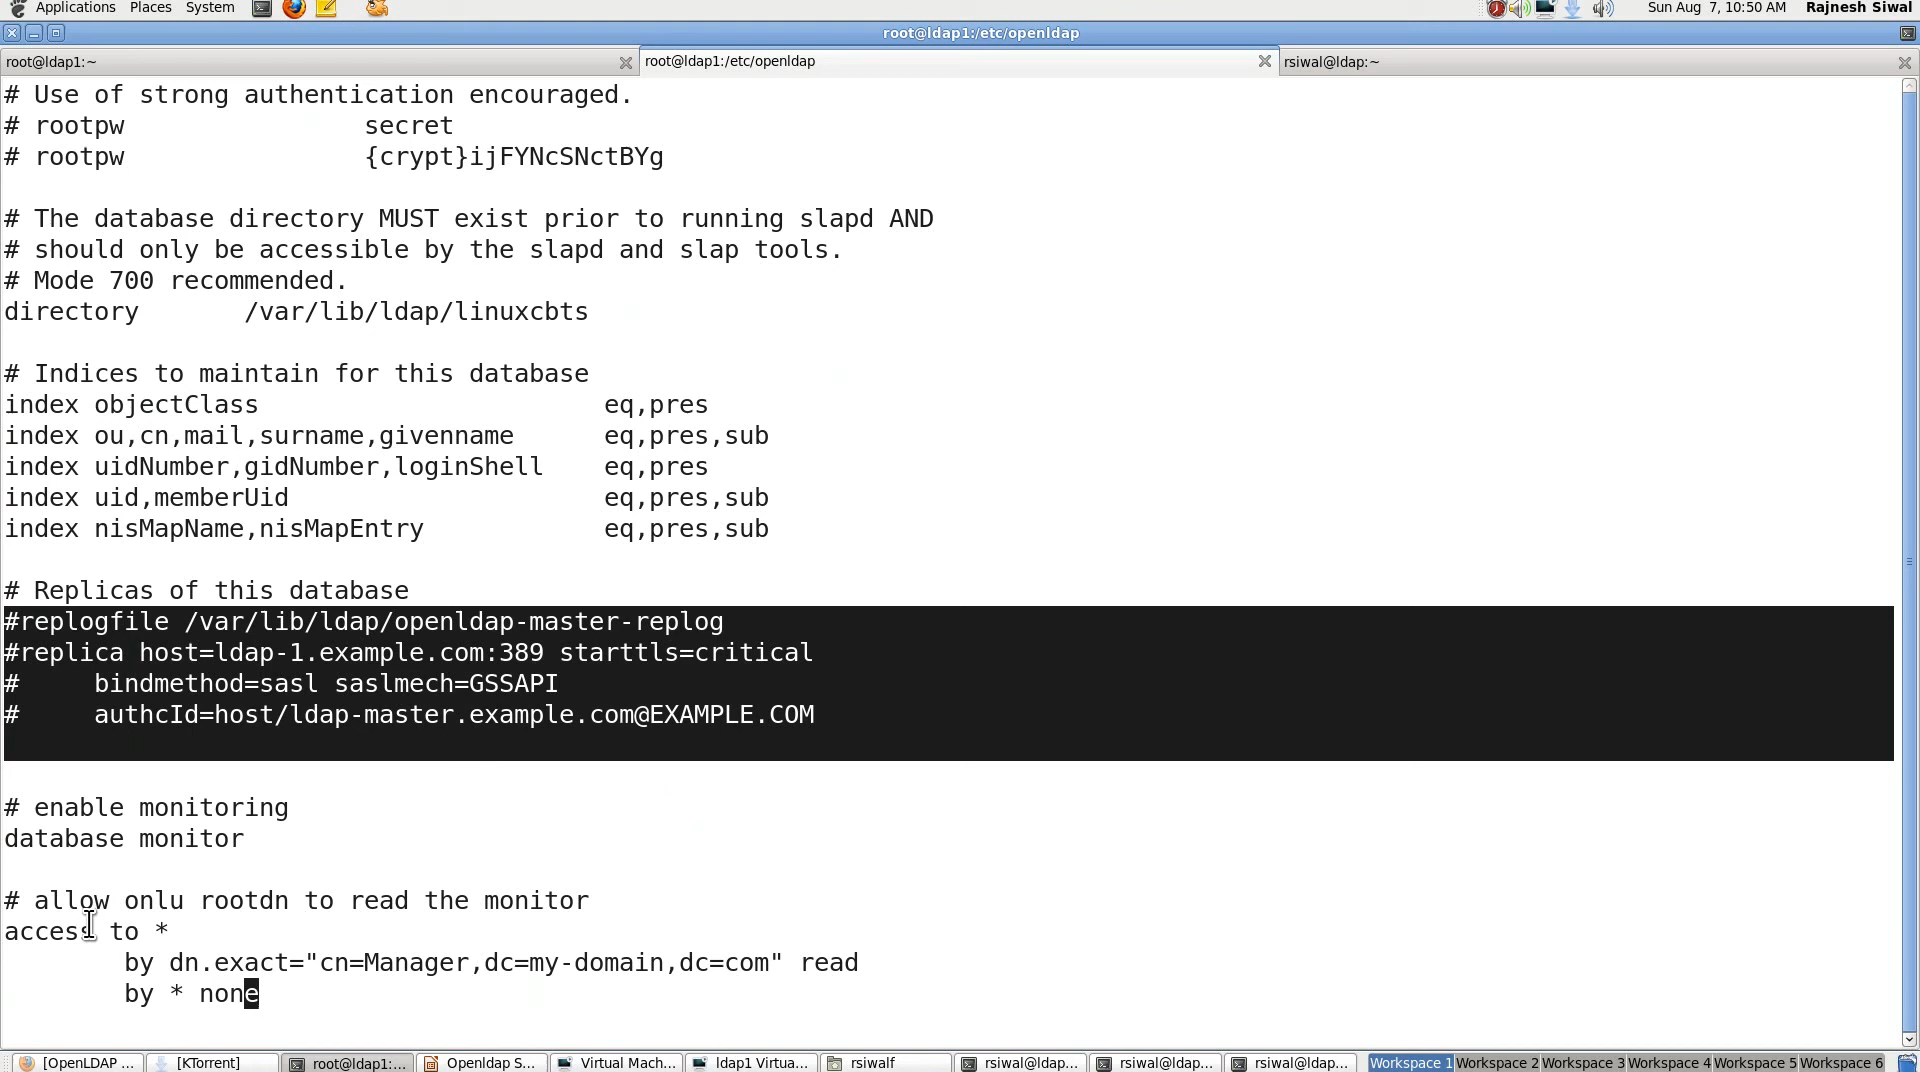 Applications Places System Sun Aug 7, 10:50 AM Rajnesh Siwal
root@ldap1:/etc/openldap
root@ldap1:~ root@ldap1:/etc/openldap rsiwal@ldap:~
# Use of strong authentication encouraged.
# rootpw secret
# rootpw {crypt}ijFYNcSNctBYg
# The database directory MUST exist prior to running slapd AND
# should only be accessible by the slapd and slap tools.
# Mode 700 recommended.
directory /var/lib/ldap/linuxcbts
# Indices to maintain for this database
index objectClass eq,pres
index ou,cn,mail,surname,givenname eq,pres,sub
index uidNumber,gidNumber,loginShell eq,pres
index uid,memberUid eq,pres,sub
index nisMapName,nisMapEntry eq,pres,sub
# Replicas of this database
#replogfile /var/lib/ldap/openldap-master-replog
#replica host=ldap-1.example.com:389 starttls=critical
# bindmethod=sasl saslmech=GSSAPI
# authcId=host/ldap-master.example.com@EXAMPLE.COM
# enable monitoring
database monitor
# allow onlu rootdn to read the monitor
access to *
by dn.exact="cn=Manager,dc=my-domain,dc=com" read
by * none
[OpenLDAP ... [KTorrent] root@ldap1:... Openldap S... Virtual Mach... ldap1 Virtua... rsiwalf rsiwal@ldap... rsiwal@ldap... rsiwal@ldap... Workspace 1 Workspace 2 Workspace 3 Workspace 4 Workspace 5 Workspace 6